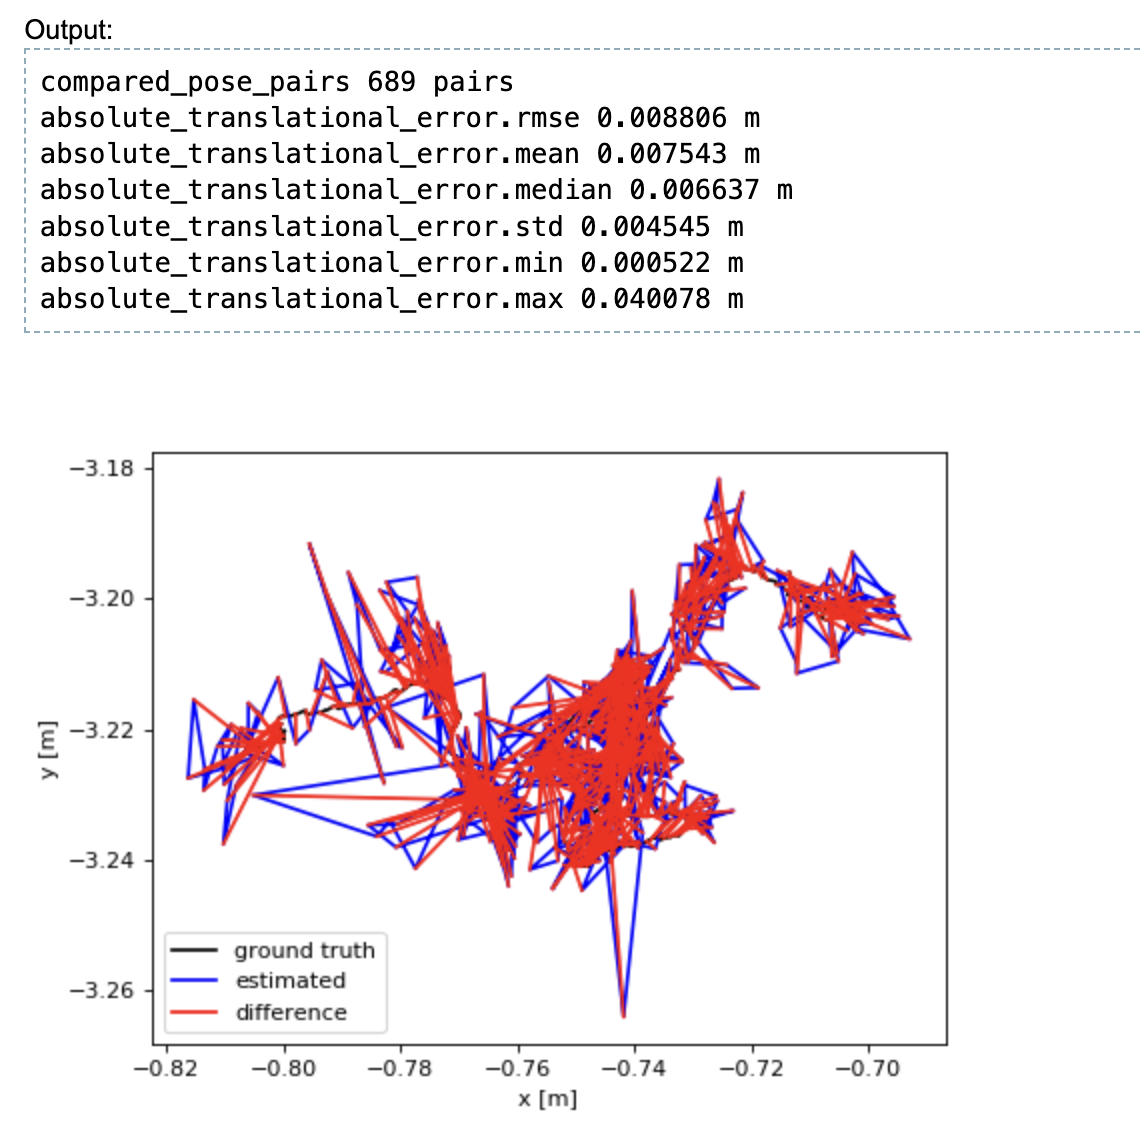 Output:
compared_pose_pairs 689 pairs
absolute_translational_error.rmse 0.008806 m
absolute_translational_error.mean 0.007543 m
absolute_translational_error.median 0.006637 m
absolute_translational_error.std 0.004545 m
absolute_translational_error.min 0.000522 m
absolute_translational_error.max 0.040078 m
−3.18
−3.20
−3.22
−3.24
−3.26
y [m]
ground truth
estimated
difference
−0.82 −0.80 −0.78 −0.76 −0.74 −0.72 −0.70
x [m]